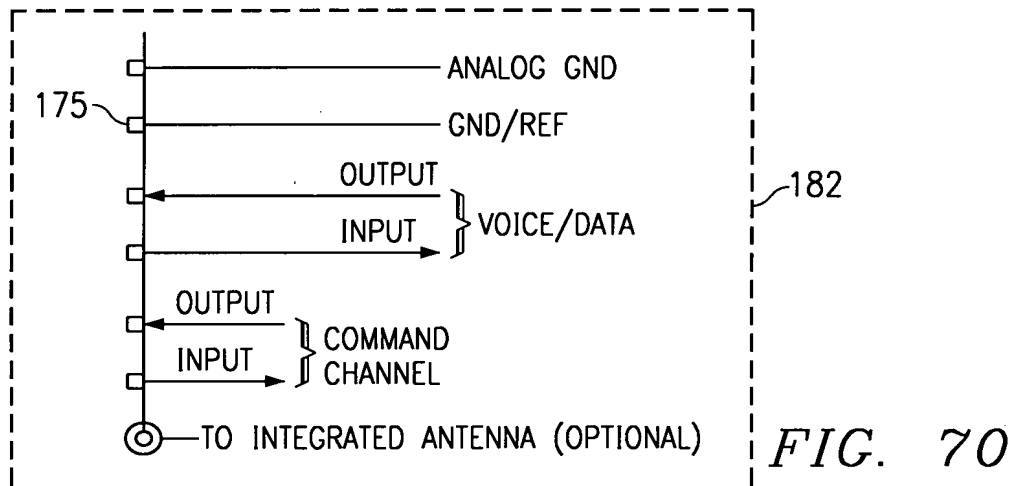 ANALOG GND
175
GND/REF
OUTPUT
182
VOICE/DATA
INPUT
OUTPUT
COMMAND
CHANNEL
INPUT
TO INTEGRATED ANTENNA (OPTIONAL)
FIG. 70